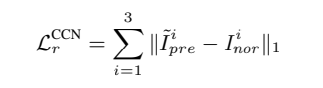 $$\mathcal{L}_r^{\text{CCN}} = \sum_{i=1}^{3} \| \tilde{I}_{pre}^i - I_{nor}^i \|_1$$